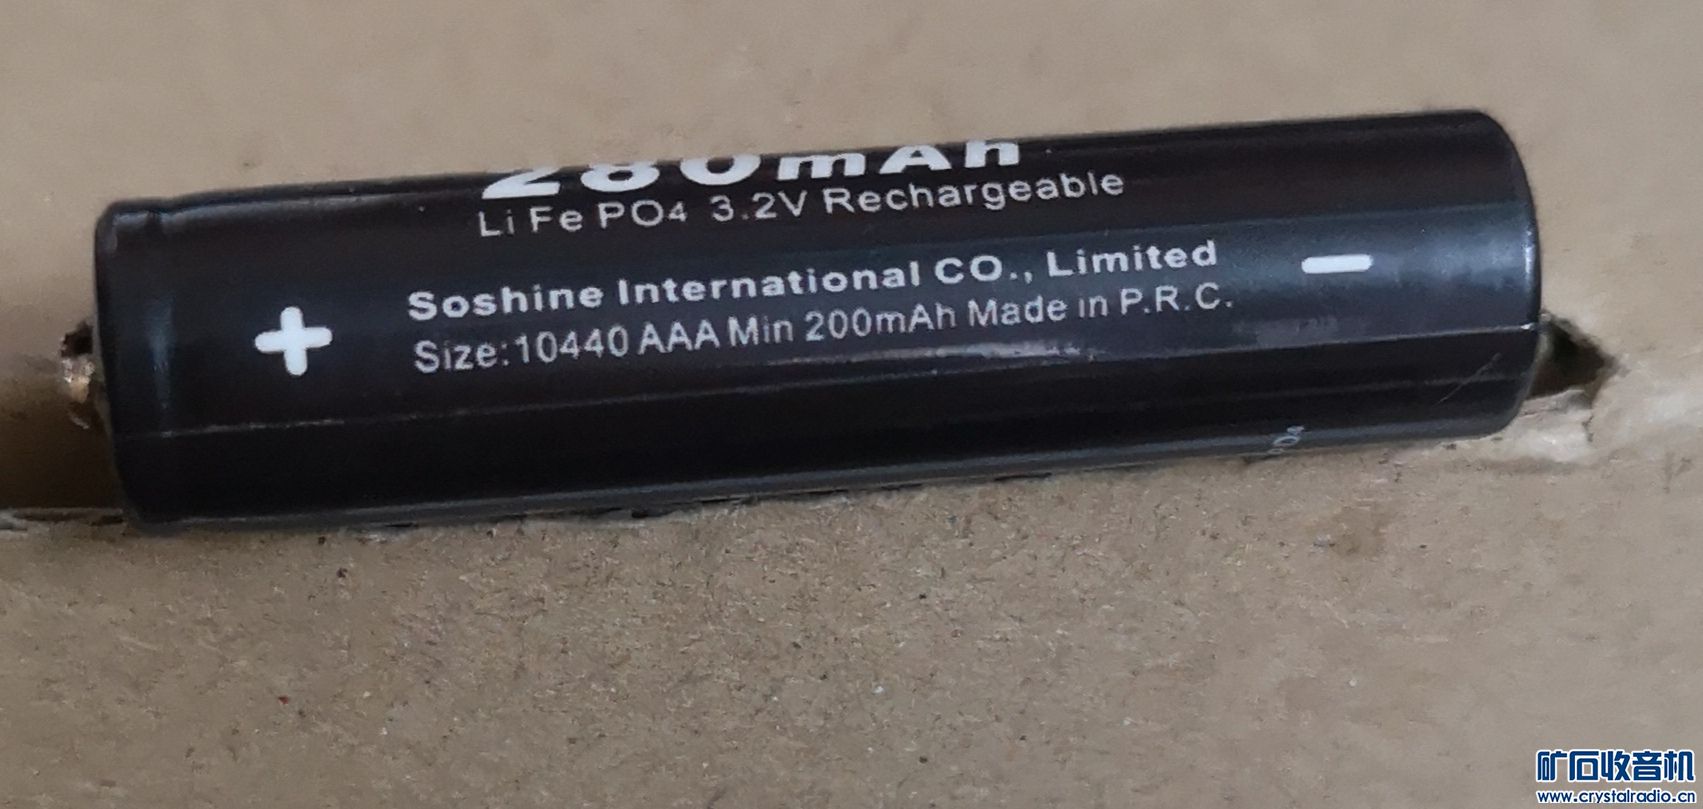 280mAh
Li Fe PO4 3.2V Rechargeable
+ Soshine International CO., Limited −
Size:10440 AAA Min 200mAh Made in P.R.C.
PO4
矿石收音机
www.crystalradio.cn